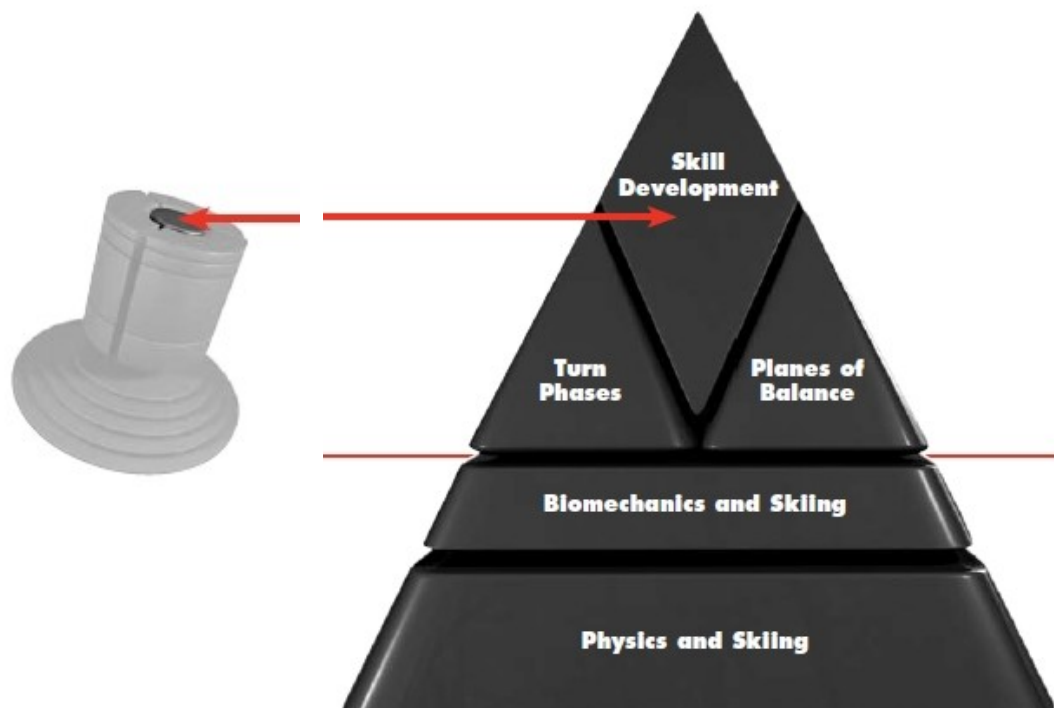 Skill
Development
Turn
Phases
Planes of
Balance
Biomechanics and Skiing
Physics and Skiing